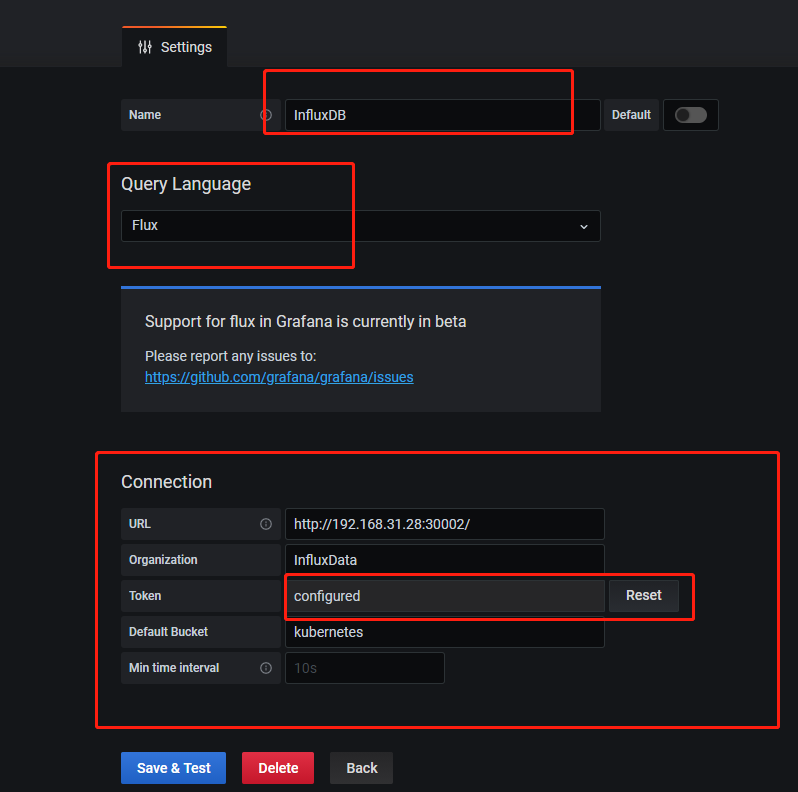 Settings
Name InfluxDB Default
Query Language
Flux
Support for flux in Grafana is currently in beta
Please report any issues to:
https://github.com/grafana/grafana/issues
Connection
URL http://192.168.31.28:30002/
Organization InfluxData
Token configured Reset
Default Bucket kubernetes
Min time interval 10s
Save & Test Delete Back